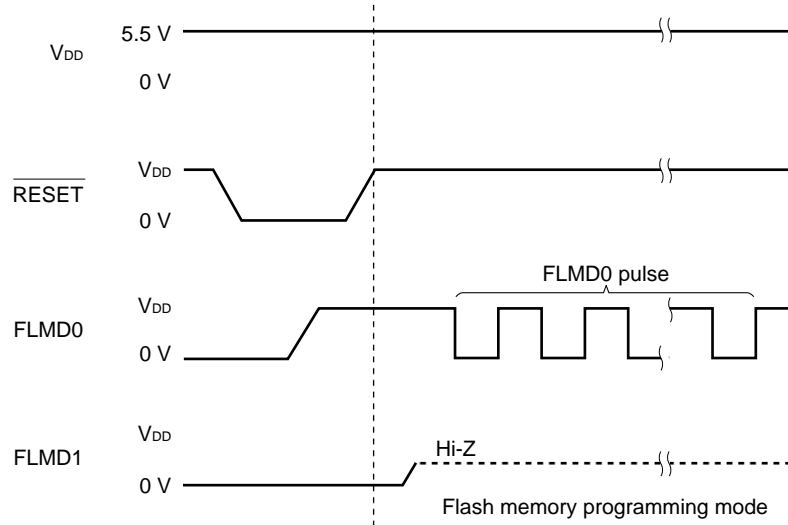 5.5 V
VDD
0 V
VDD
RESET
0 V
FLMD0 pulse
VDD
FLMD0
0 V
VDD
Hi-Z
FLMD1
0 V
Flash memory programming mode